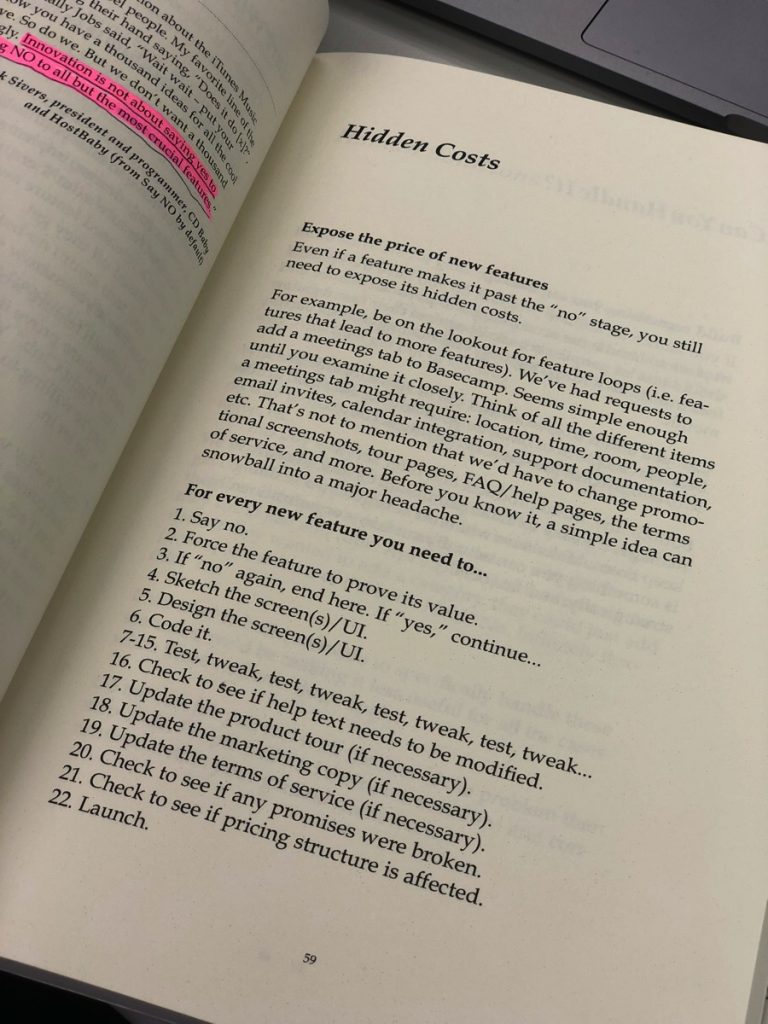 sion about the iTunes Music
el people. My favorite line of the
g their hand saying, "Does it do [x]?",
ally Jobs said, "Wait wait — put your
ow you have a thousand ideas for all the cool
ve. So do we. But we don't want a thousand
gly. Innovation is not about saying yes to
NO to all but the most crucial features."
k Sivers, president and programmer, CD Baby
and HostBaby (from Say NO by default)
Hidden Costs
Expose the price of new features
Even if a feature makes it past the "no" stage, you still
need to expose its hidden costs.
For example, be on the lookout for feature loops (i.e. fea-
tures that lead to more features). We've had requests to
add a meetings tab to Basecamp. Seems simple enough
until you examine it closely. Think of all the different items
a meetings tab might require: location, time, room, people,
email invites, calendar integration, support documentation,
etc. That's not to mention that we'd have to change promo-
tional screenshots, tour pages, FAQ/help pages, the terms
of service, and more. Before you know it, a simple idea can
snowball into a major headache.
For every new feature you need to...
1. Say no.
2. Force the feature to prove its value.
3. If "no" again, end here. If "yes," continue...
4. Sketch the screen(s)/UI.
5. Design the screen(s)/UI.
6. Code it.
7-15. Test, tweak, test, tweak, test, tweak, test, tweak...
16. Check to see if help text needs to be modified.
17. Update the product tour (if necessary).
18. Update the marketing copy (if necessary).
19. Update the terms of service (if necessary).
20. Check to see if any promises were broken.
21. Check to see if pricing structure is affected.
22. Launch.
59